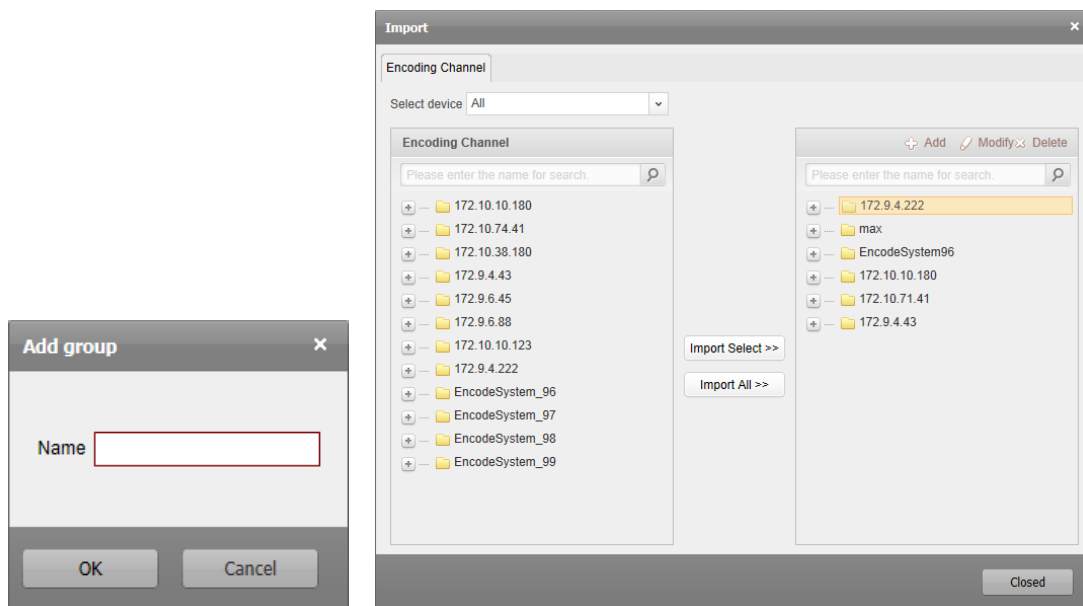 Add group
Name
OK Cancel
Import
Encoding Channel
Select device All
Encoding Channel
Please enter the name for search.
172.10.10.180
172.10.74.41
172.10.38.180
172.9.4.43
172.9.6.45
172.9.6.88
172.10.10.123
172.9.4.222
EncodeSystem_96
EncodeSystem_97
EncodeSystem_98
EncodeSystem_99
Import Select >>
Import All >>
Add Modify Delete
Please enter the name for search.
172.9.4.222
max
EncodeSystem96
172.10.10.180
172.10.71.41
172.9.4.43
Closed